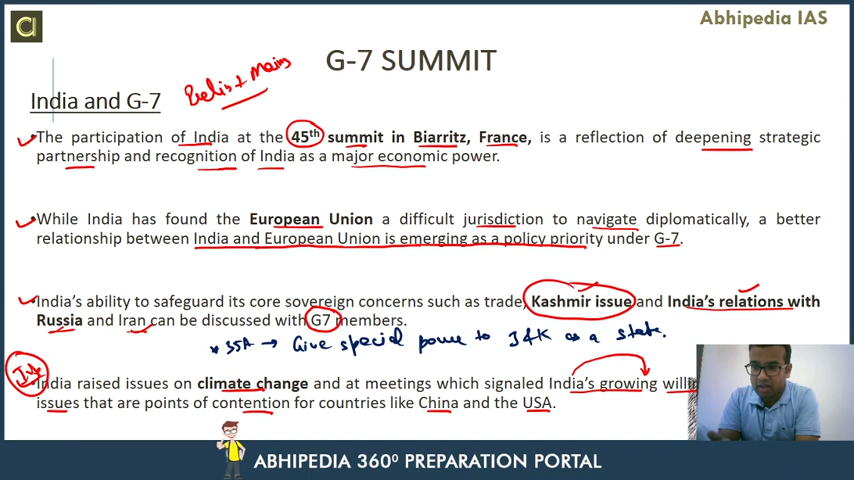 Abhipedia IAS
a
G-7 SUMMIT
Prelis + Mains
India and G-7
•The participation of India at the 45th summit in Biarritz, France, is a reflection of deepening strategic
partnership and recognition of India as a major economic power.
•While India has found the European Union a difficult jurisdiction to navigate diplomatically, a better
relationship between India and European Union is emerging as a policy priority under G-7.
•India's ability to safeguard its core sovereign concerns such as trade, Kashmir issue and India's relations with
Russia and Iran can be discussed with G7 members.
* 35A → Give special power to J&K as a state.
India raised issues on climate change and at meetings which signaled India's growing
issues that are points of contention for countries like China and the USA.
ABHIPEDIA 360⁰ PREPARATION PORTAL